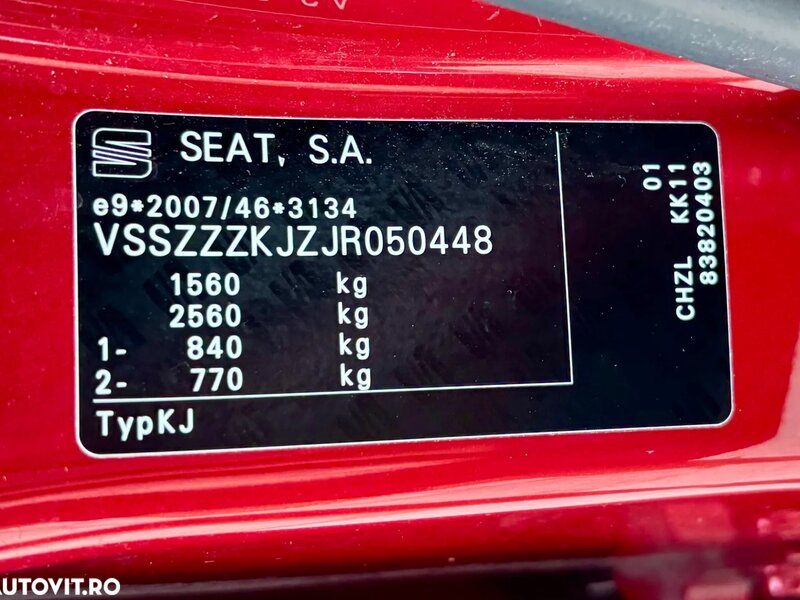 SEAT, S.A.
e9*2007/46*3134
VSSZZZKJZJR050448
1560 kg
2560 kg
1- 840 kg
2- 770 kg
TypKJ
01
CHZL KK11
83820403
AUTOVIT.RO